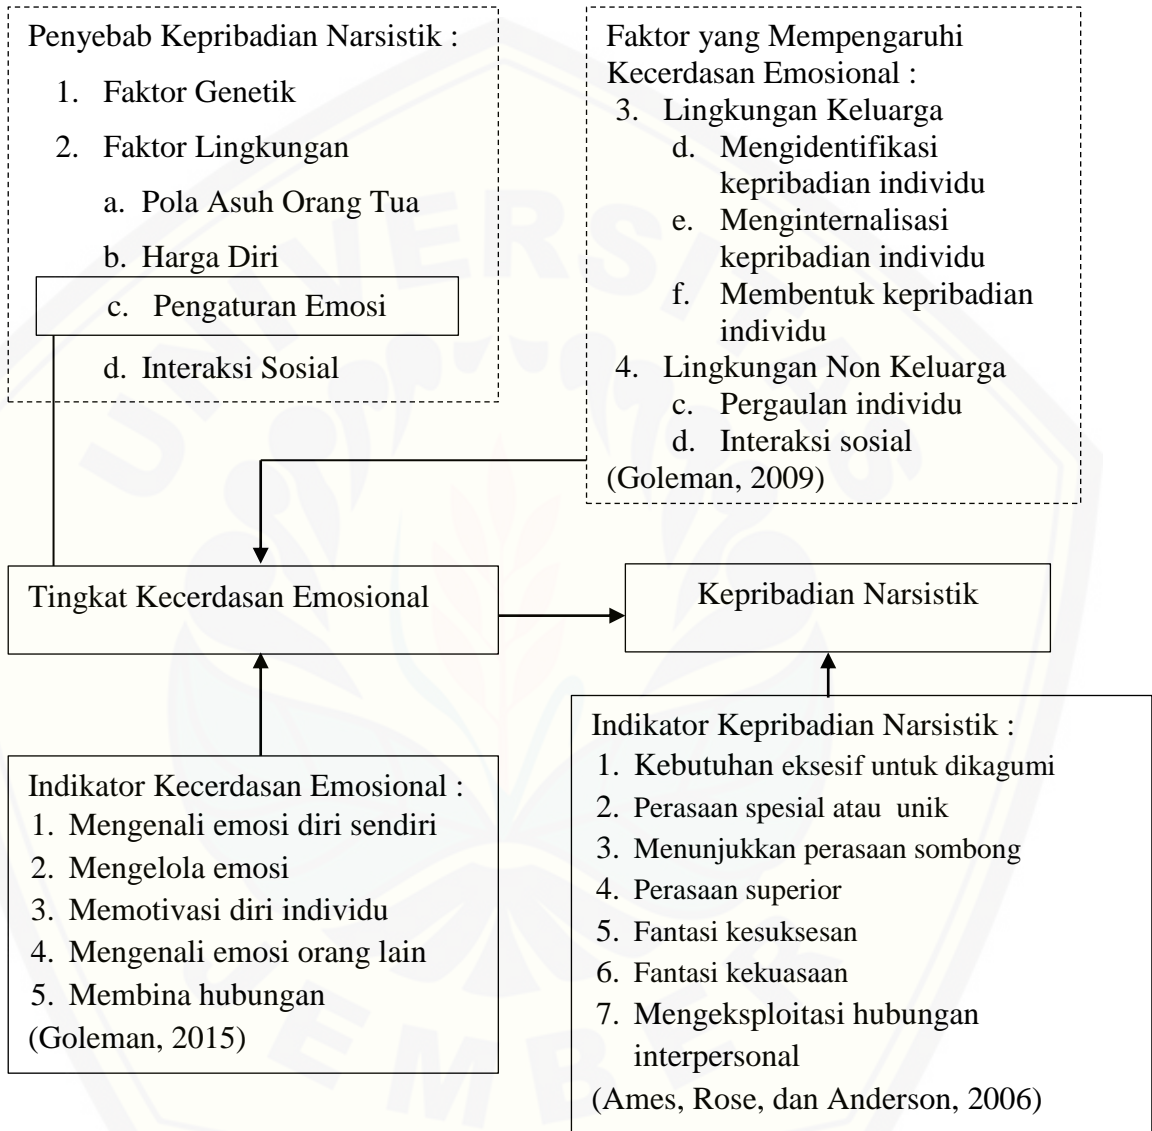 Penyebab Kepribadian Narsistik :
1. Faktor Genetik
2. Faktor Lingkungan
a. Pola Asuh Orang Tua
b. Harga Diri
c. Pengaturan Emosi
d. Interaksi Sosial
Faktor yang Mempengaruhi
Kecerdasan Emosional :
3. Lingkungan Keluarga
d. Mengidentifikasi
kepribadian individu
e. Menginternalisasi
kepribadian individu
f. Membentuk kepribadian
individu
4. Lingkungan Non Keluarga
c. Pergaulan individu
d. Interaksi sosial
(Goleman, 2009)
Tingkat Kecerdasan Emosional
Kepribadian Narsistik
Indikator Kecerdasan Emosional :
1. Mengenali emosi diri sendiri
2. Mengelola emosi
3. Memotivasi diri individu
4. Mengenali emosi orang lain
5. Membina hubungan
(Goleman, 2015)
Indikator Kepribadian Narsistik :
1. Kebutuhan eksesif untuk dikagumi
2. Perasaan spesial atau unik
3. Menunjukkan perasaan sombong
4. Perasaan superior
5. Fantasi kesuksesan
6. Fantasi kekuasaan
7. Mengeksploitasi hubungan
interpersonal
(Ames, Rose, dan Anderson, 2006)
UNIVERSITAS